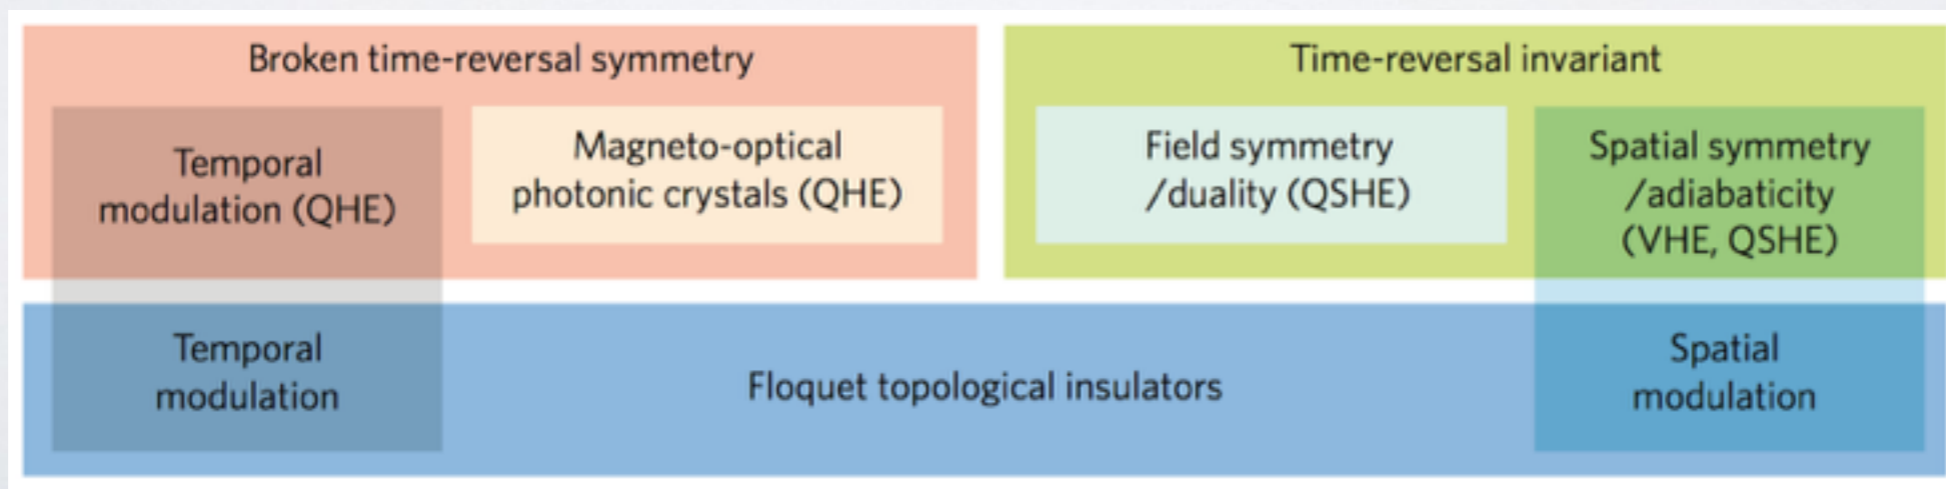 Broken time-reversal symmetry
Temporal
modulation (QHE)
Magneto-optical
photonic crystals (QHE)
Time-reversal invariant
Field symmetry
/duality (QSHE)
Spatial symmetry
/adiabaticity
(VHE, QSHE)
Temporal
modulation
Floquet topological insulators
Spatial
modulation